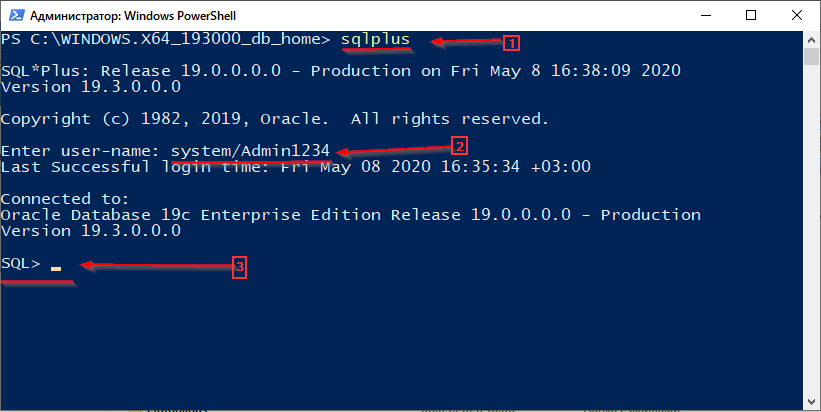 Администратор: Windows PowerShell
PS C:\WINDOWS.X64_193000_db_home> sqlplus
1
SQL*Plus: Release 19.0.0.0.0 - Production on Fri May 8 16:38:09 2020
Version 19.3.0.0.0
Copyright (c) 1982, 2019, Oracle.  All rights reserved.
Enter user-name: system/Admin1234
2
Last Successful login time: Fri May 08 2020 16:35:34 +03:00
Connected to:
Oracle Database 19c Enterprise Edition Release 19.0.0.0.0 - Production
Version 19.3.0.0.0
SQL> _
3